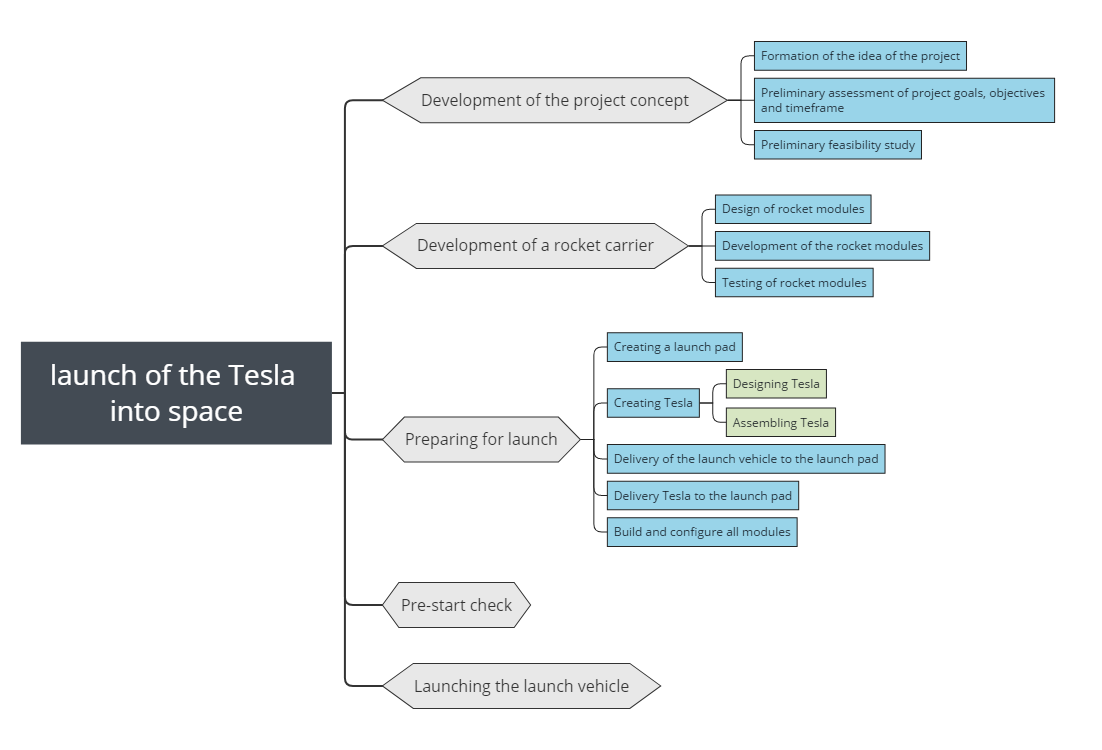 Formation of the idea of the project
Development of the project concept
Preliminary assessment of project goals, objectives
and timeframe
Preliminary feasibility study
Design of rocket modules
Development of a rocket carrier
Development of the rocket modules
Testing of rocket modules
launch of the Tesla
into space
Preparing for launch
Creating a launch pad
Creating Tesla
Designing Tesla
Assembling Tesla
Delivery of the launch vehicle to the launch pad
Delivery Tesla to the launch pad
Build and configure all modules
Pre-start check
Launching the launch vehicle